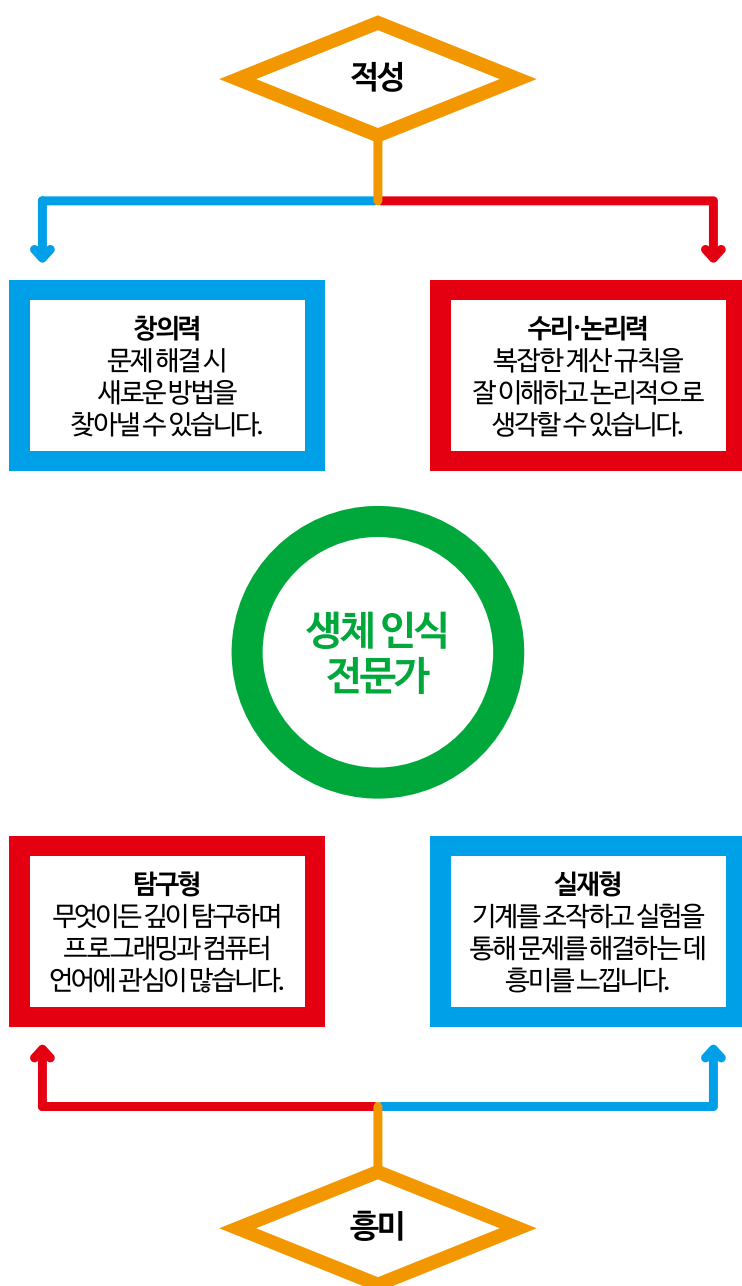 적성
창의력
문제 해결 시
새로운 방법을
찾아낼 수 있습니다.
수리·논리력
복잡한 계산 규칙을
잘 이해하고 논리적으로
생각할 수 있습니다.
생체 인식
전문가
탐구형
무엇이든 깊이 탐구하며
프로그래밍과 컴퓨터
언어에 관심이 많습니다.
실재형
기계를 조작하고 실험을
통해 문제를 해결하는 데
흥미를 느낍니다.
흥미